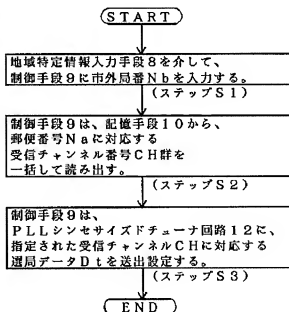 START
地域特定情報入力手段8を介して、
制御手段9に市外局番Nbを入力する。
(ステップS1)
制御手段9は、記憶手段10から、
郵便番号Naに対応する
受信チャンネル番号CH群を
一括して読み出す。
(ステップS2)
制御手段9は、
PLLシンセサイズドチューナ回路12に、
指定された受信チャンネルCHに対応する
選局データDtを送出設定する。
(ステップS3)
END